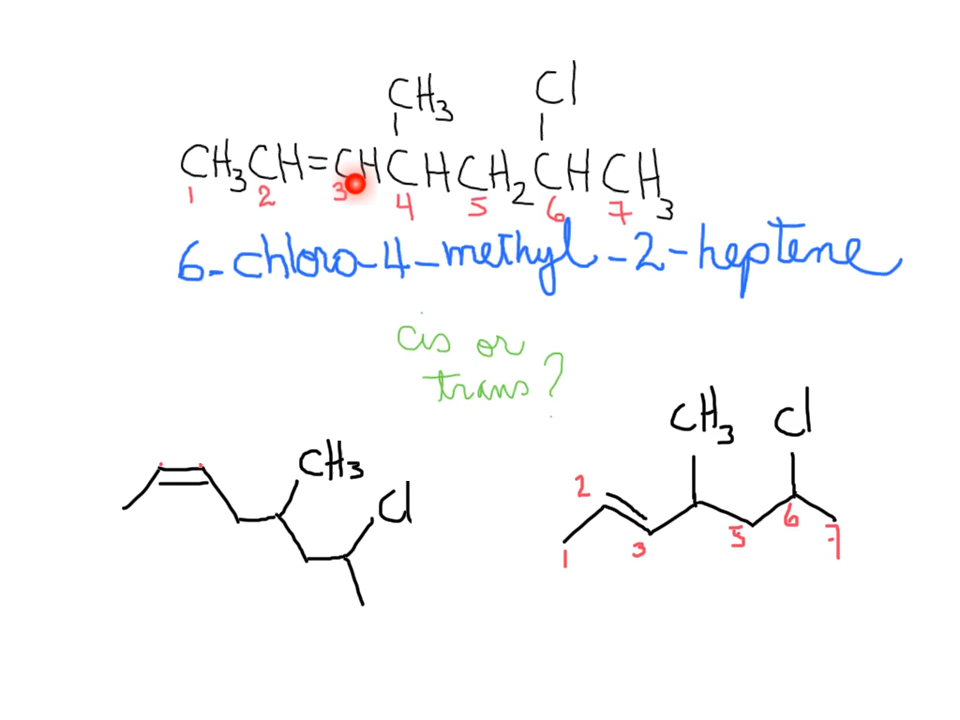 CH3 Cl
CH3CH=CHCHCH2CHCH3
1 2 3 4 5 6 7
6-chloro-4-methyl-2-heptene
cis or
trans?
CH3 Cl
CH3
Cl
2
1 3 5 6 7